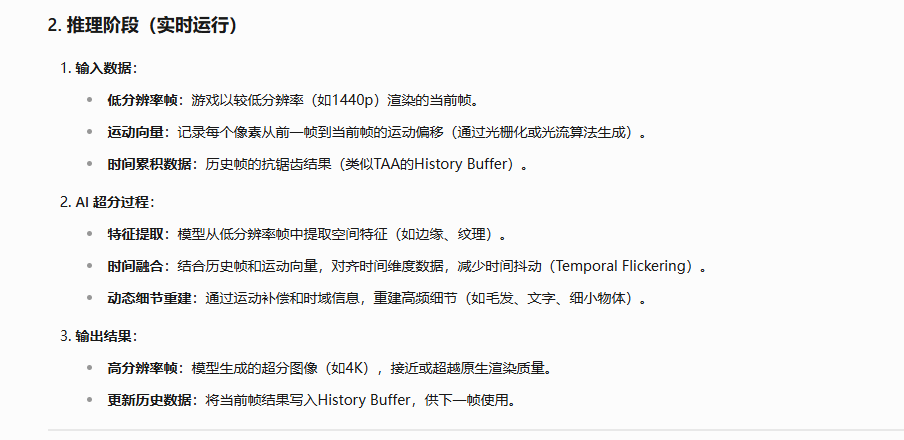 2. 推理阶段（实时运行）
1. 输入数据：
低分辨率帧：游戏以较低分辨率（如1440p）渲染的当前帧。
运动向量：记录每个像素从前一帧到当前帧的运动偏移（通过光栅化或光流算法生成）。
时间累积数据：历史帧的抗锯齿结果（类似TAA的History Buffer）。
2. AI 超分过程：
特征提取：模型从低分辨率帧中提取空间特征（如边缘、纹理）。
时间融合：结合历史帧和运动向量，对齐时间维度数据，减少时间抖动（Temporal Flickering）。
动态细节重建：通过运动补偿和时域信息，重建高频细节（如毛发、文字、细小物体）。
3. 输出结果：
高分辨率帧：模型生成的超分图像（如4K），接近或超越原生渲染质量。
更新历史数据：将当前帧结果写入History Buffer，供下一帧使用。